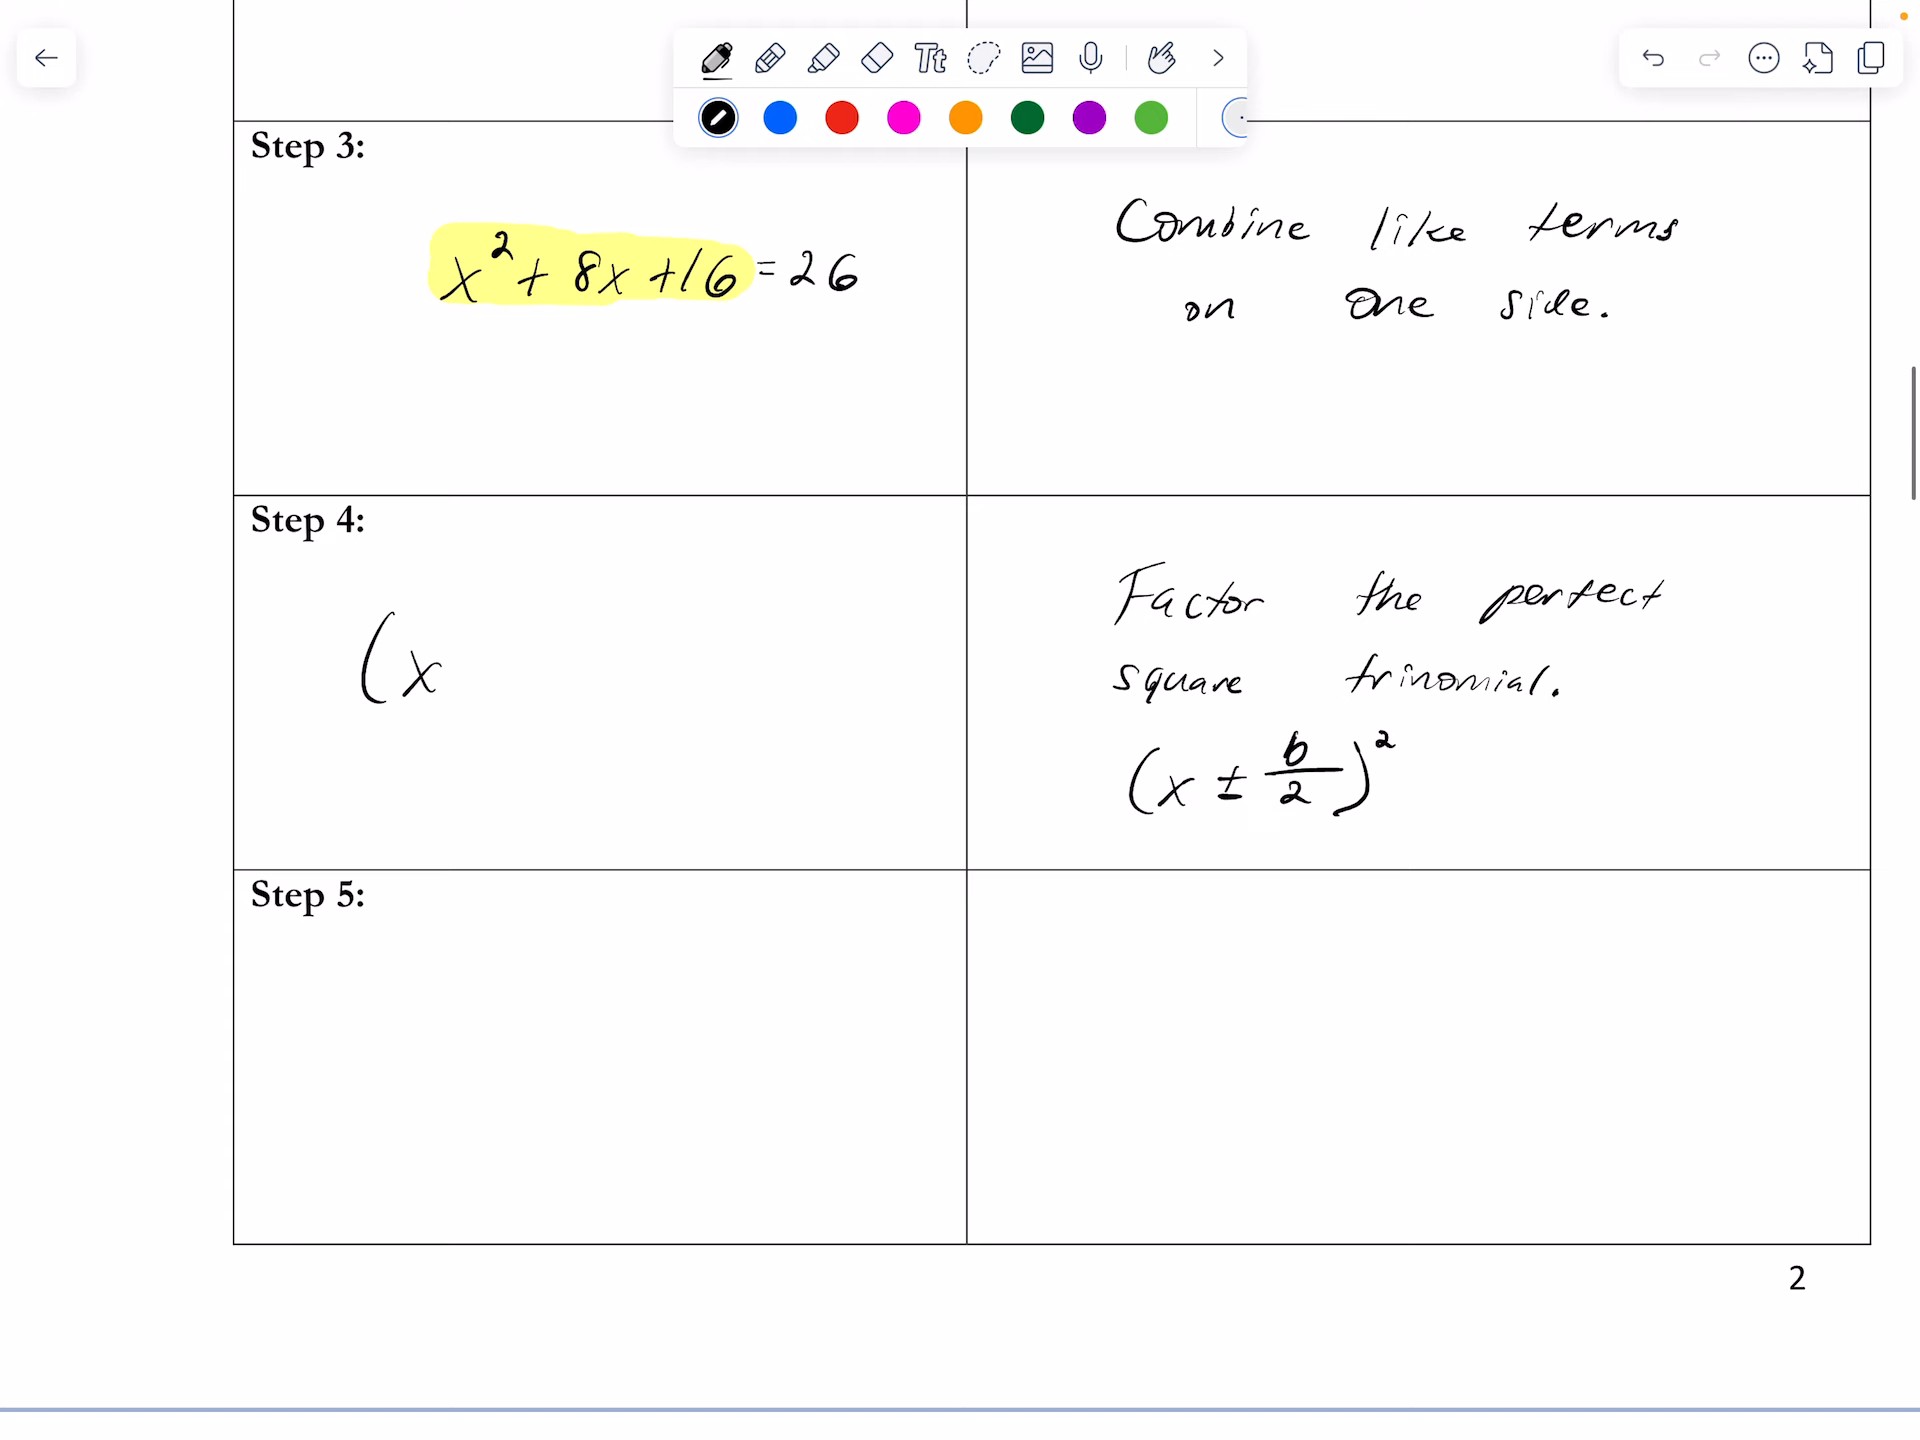 Tt
Step 3:
x² + 8x +16 = 26
Combine like terms
on one side.
Step 4:
(x
Factor the perfect
square trinomial.
(x ± b/2)²
Step 5:
2